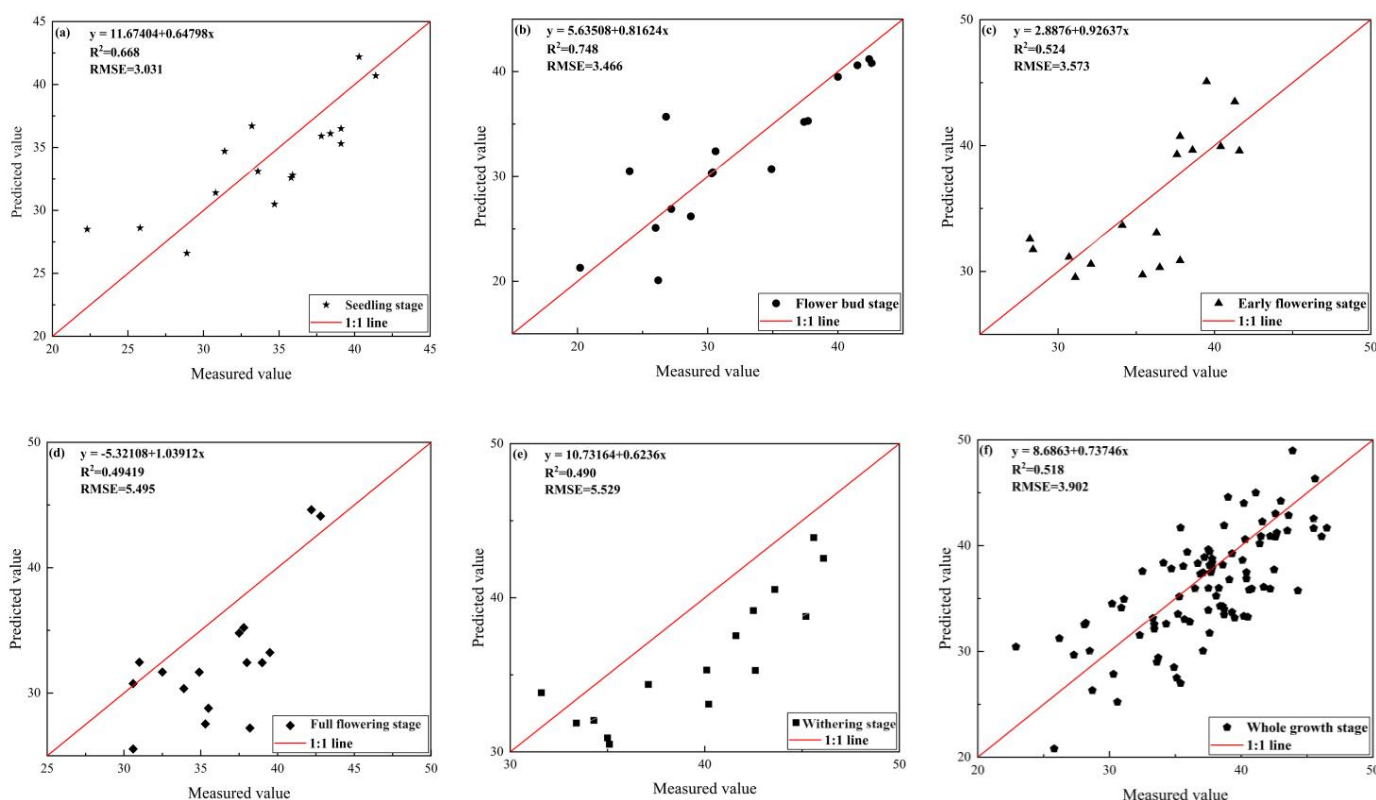 (a)
y = 11.67404+0.64798x
R²=0.668
RMSE=3.031
45
40
35
30
25
20
Predicted value
Seedling stage
1:1 line
20 25 30 35 40 45
Measured value
(b)
y = 5.63508+0.81624x
R²=0.748
RMSE=3.466
40
30
20
Predicted value
Flower bud stage
1:1 line
20 30 40
Measured value
(c)
y = 2.8876+0.92637x
R²=0.524
RMSE=3.573
50
40
30
Predicted value
Early flowering satge
1:1 line
30 40 50
Measured value
(d)
y = -5.32108+1.03912x
R²=0.49419
RMSE=5.495
50
40
30
Predicted value
Full flowering stage
1:1 line
25 30 35 40 45 50
Measured value
(e)
y = 10.73164+0.6236x
R²=0.490
RMSE=5.529
50
40
30
Predicted value
Withering stage
1:1 line
30 40 50
Measured value
(f)
y = 8.6863+0.73746x
R²=0.518
RMSE=3.902
50
40
30
20
Predicted value
Whole growth stage
1:1 line
20 30 40 50
Measured value